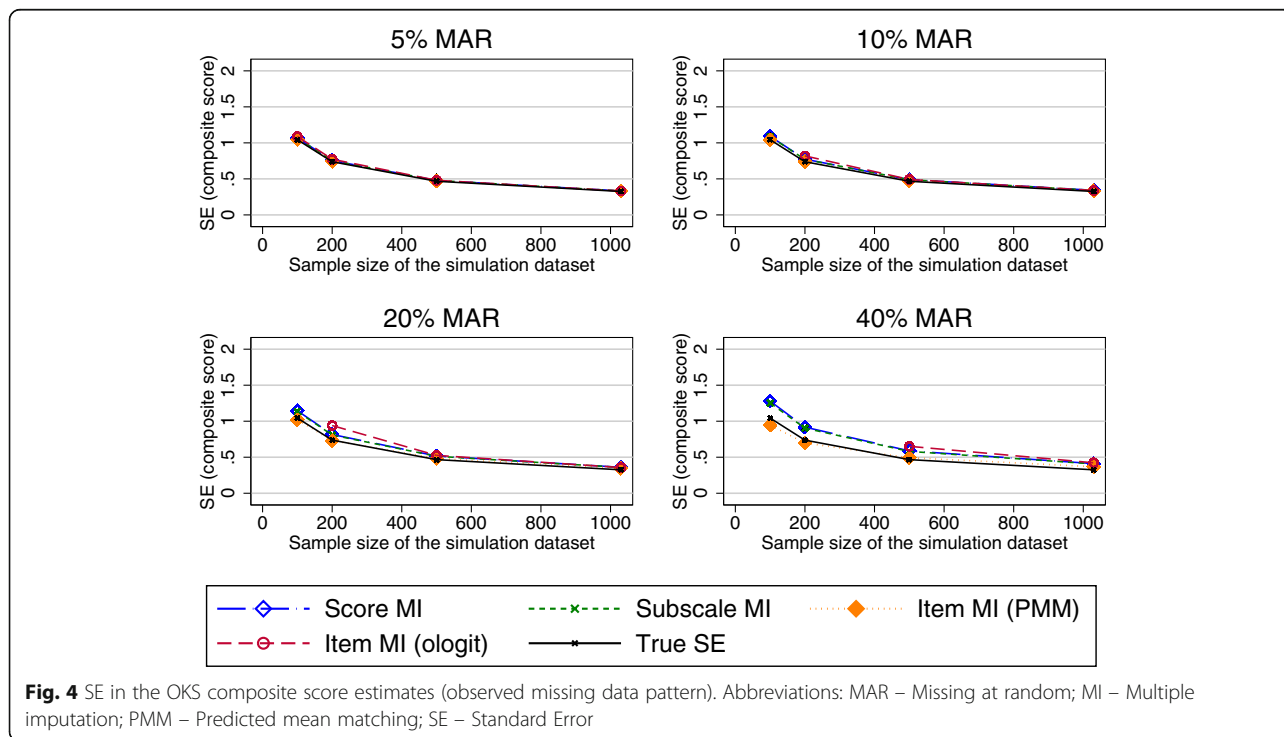 5% MAR
10% MAR
SE (composite score)
2
1.5
1
.5
0
0 200 400 600 800 1000
Sample size of the simulation dataset
SE (composite score)
2
1.5
1
.5
0
0 200 400 600 800 1000
Sample size of the simulation dataset
20% MAR
40% MAR
SE (composite score)
2
1.5
1
.5
0
0 200 400 600 800 1000
Sample size of the simulation dataset
SE (composite score)
2
1.5
1
.5
0
0 200 400 600 800 1000
Sample size of the simulation dataset
Score MI Subscale MI Item MI (PMM)
Item MI (ologit) True SE
Fig. 4 SE in the OKS composite score estimates (observed missing data pattern). Abbreviations: MAR – Missing at random; MI – Multiple
imputation; PMM – Predicted mean matching; SE – Standard Error